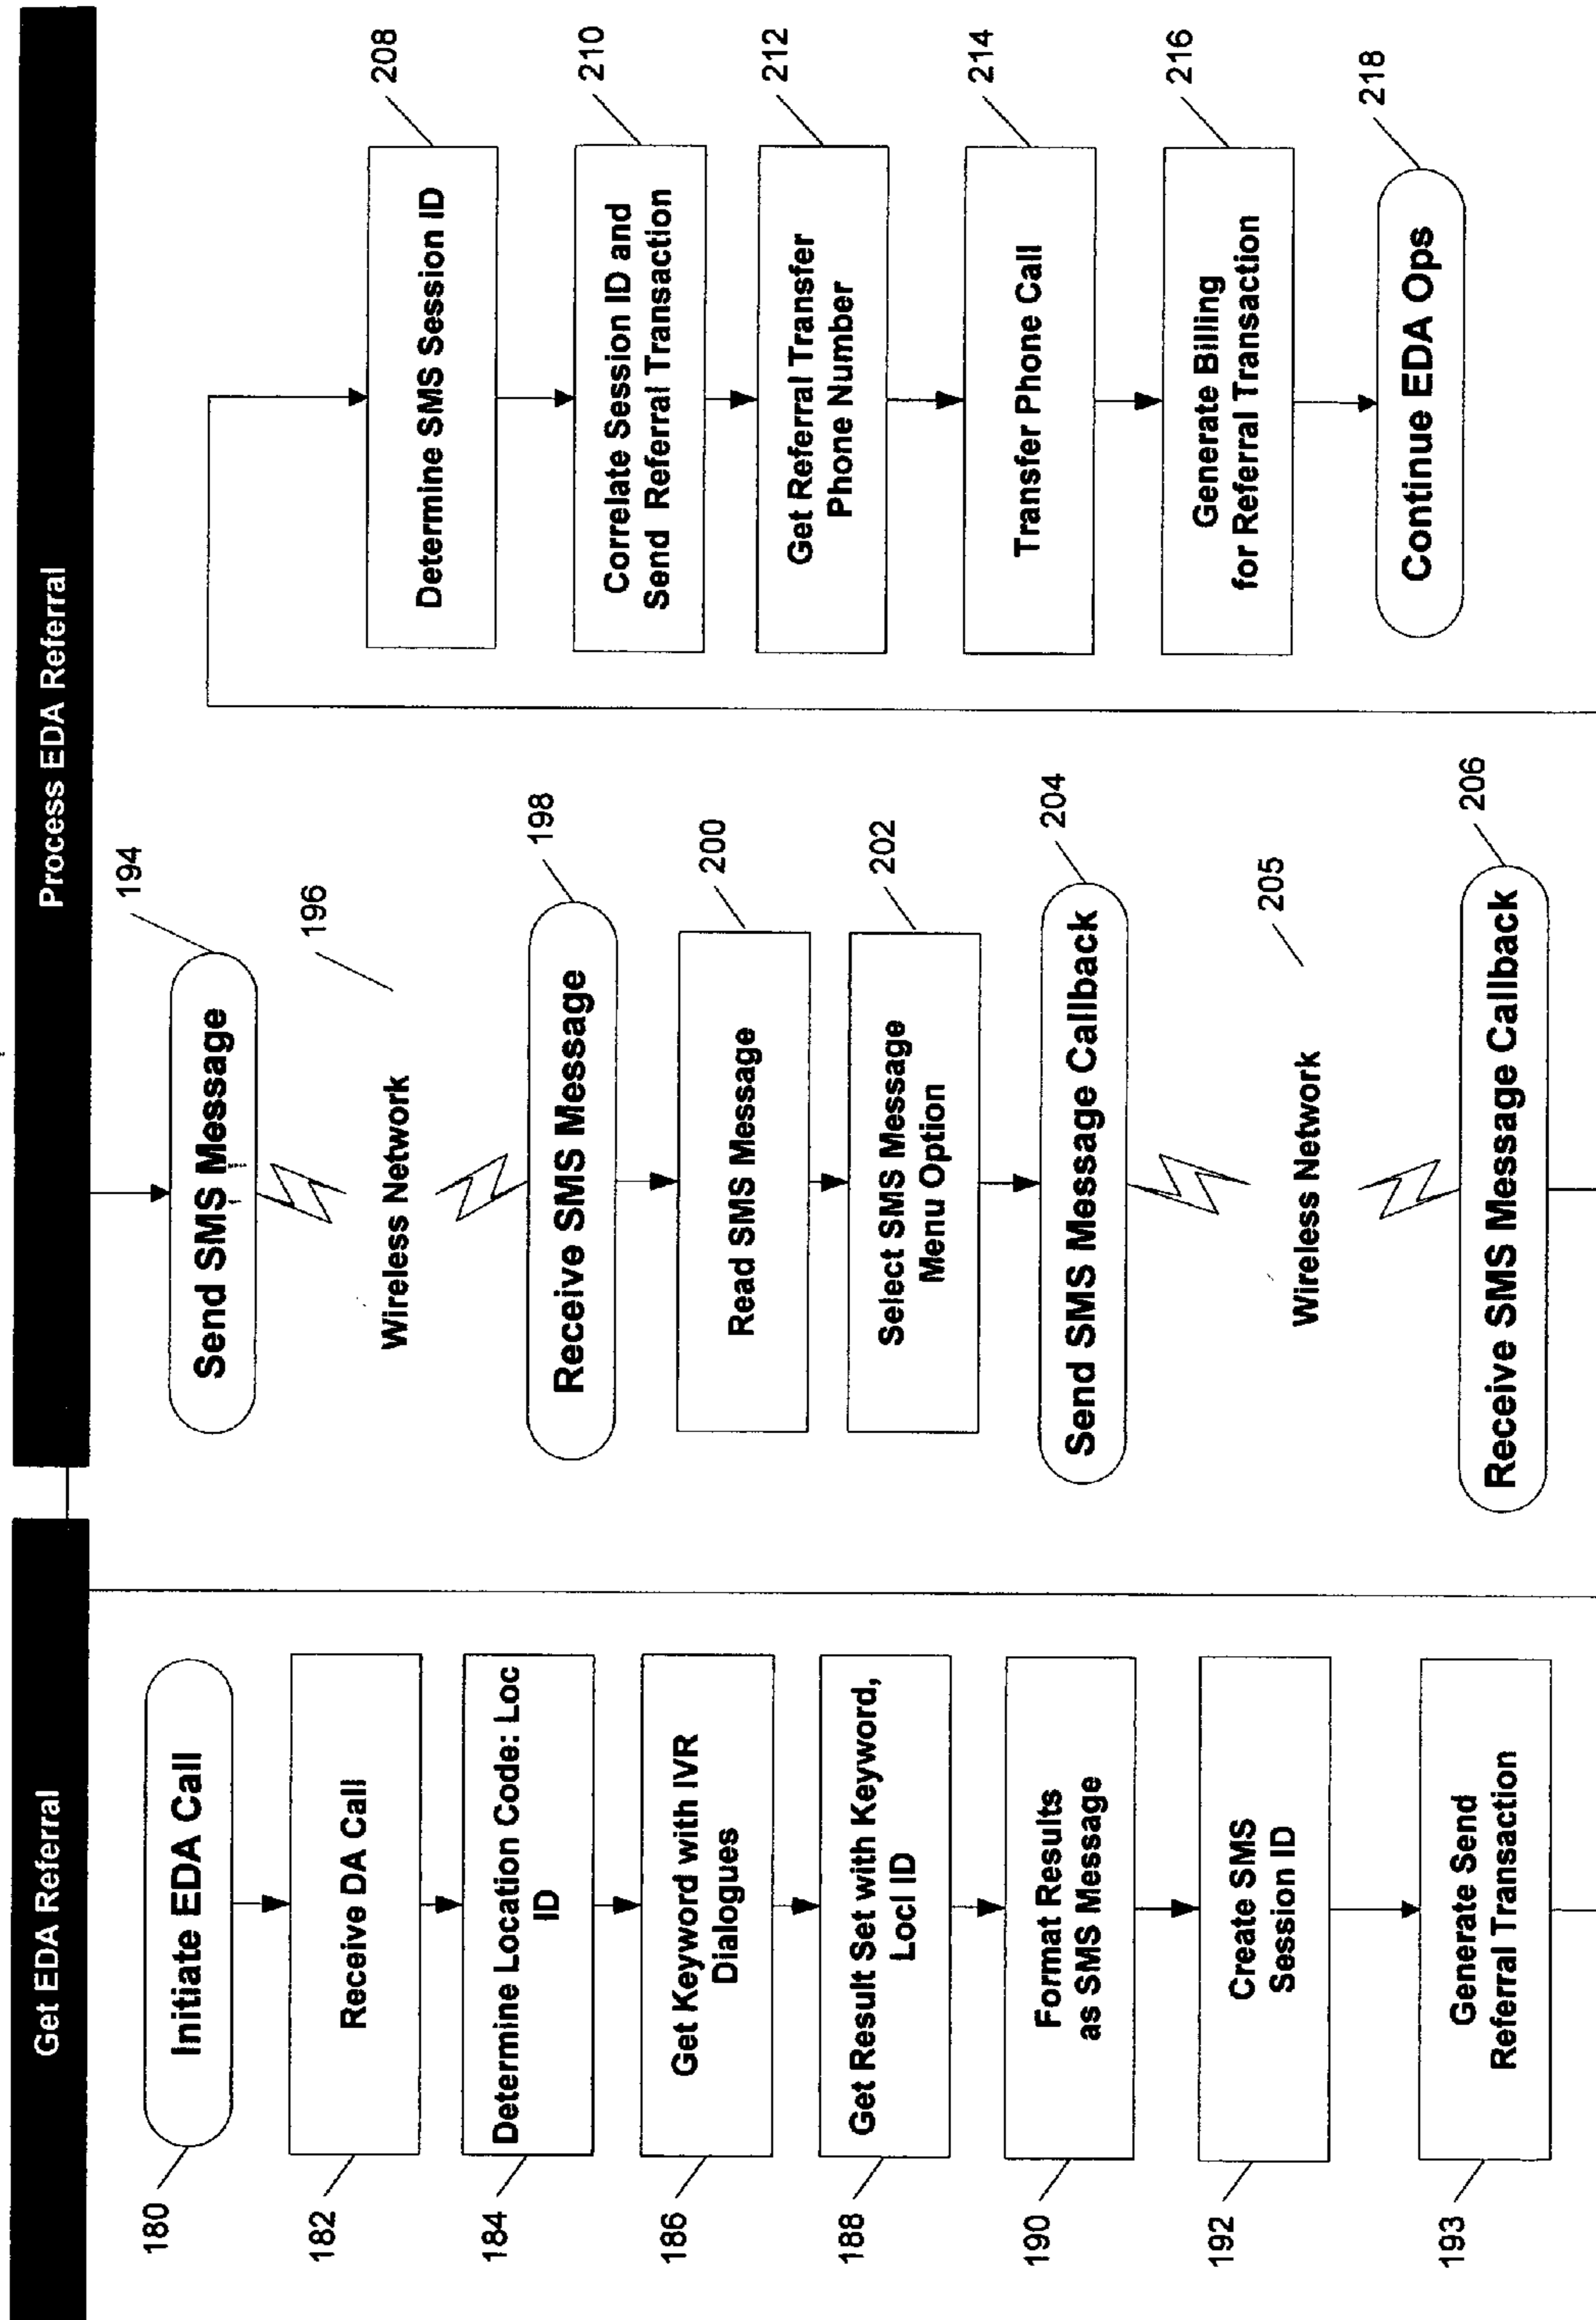 Get EDA Referral
180
Initiate EDA Call
182
Receive DA Call
184
Determine Location Code: Loc
ID
186
Get Keyword with IVR
Dialogues
188
Get Result Set with Keyword,
Locl ID
190
Format Results
as SMS Message
192
Create SMS
Session ID
193
Generate Send
Referral Transaction
Process EDA Referral
194
Send SMS Message
196
Wireless Network
198
Receive SMS Message
200
Read SMS Message
202
Select SMS Message
Menu Option
204
Send SMS Message Callback
205
Wireless Network
206
Receive SMS Message Callback
208
Determine SMS Session ID
210
Correlate Session ID and
Send Referral Transaction
212
Get Referral Transfer
Phone Number
214
Transfer Phone Call
216
Generate Billing
for Referral Transaction
218
Continue EDA Ops